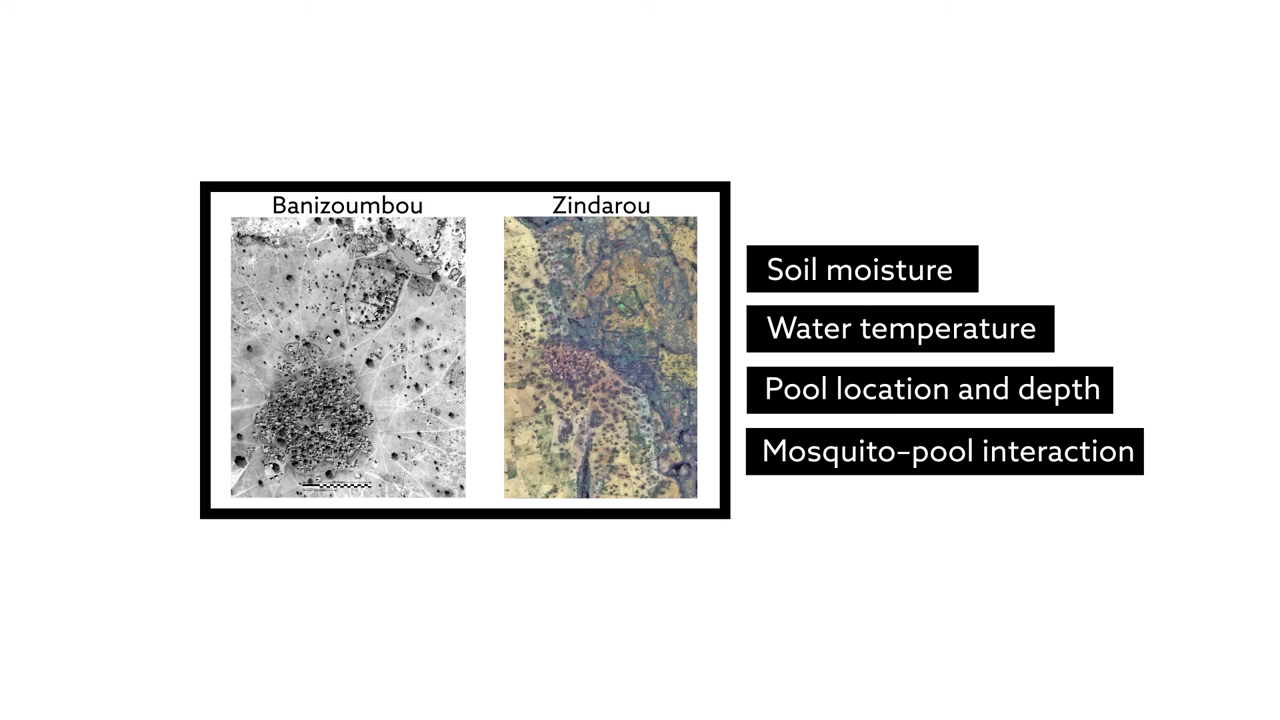 Banizoumbou
Zindarou
Soil moisture
Water temperature
Pool location and depth
Mosquito–pool interaction